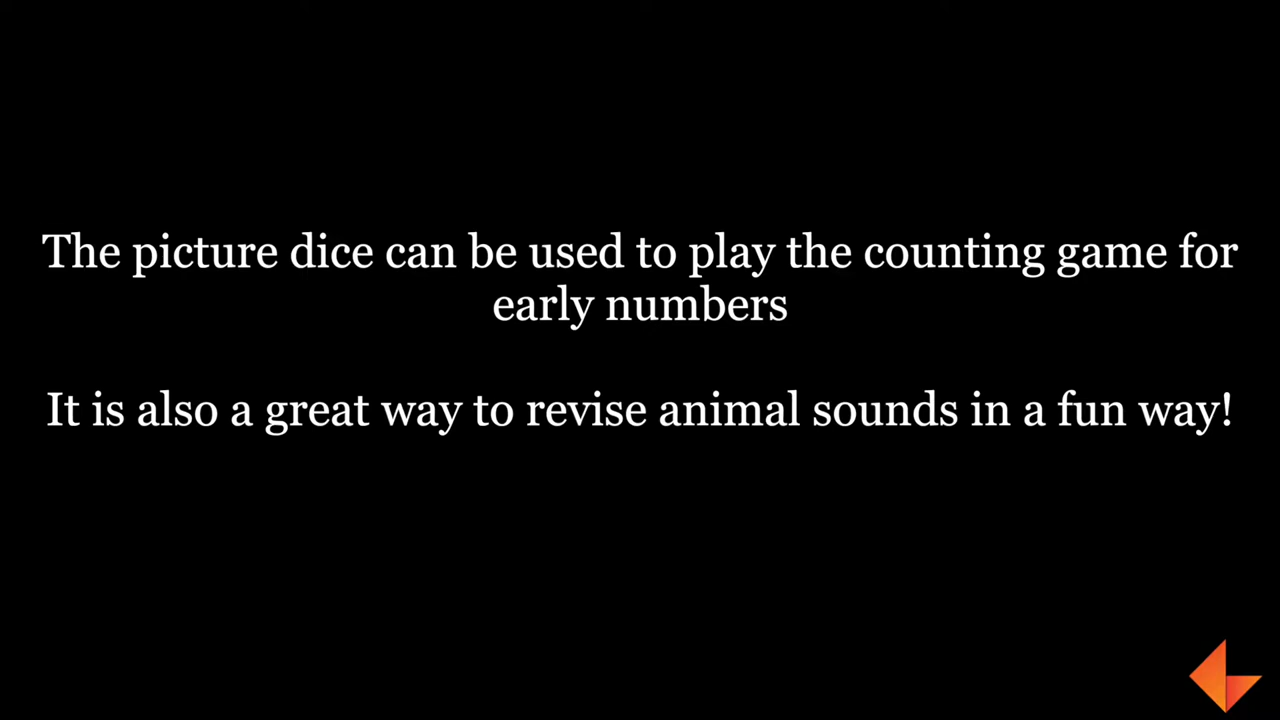 The picture dice can be used to play the counting game for
early numbers
It is also a great way to revise animal sounds in a fun way!